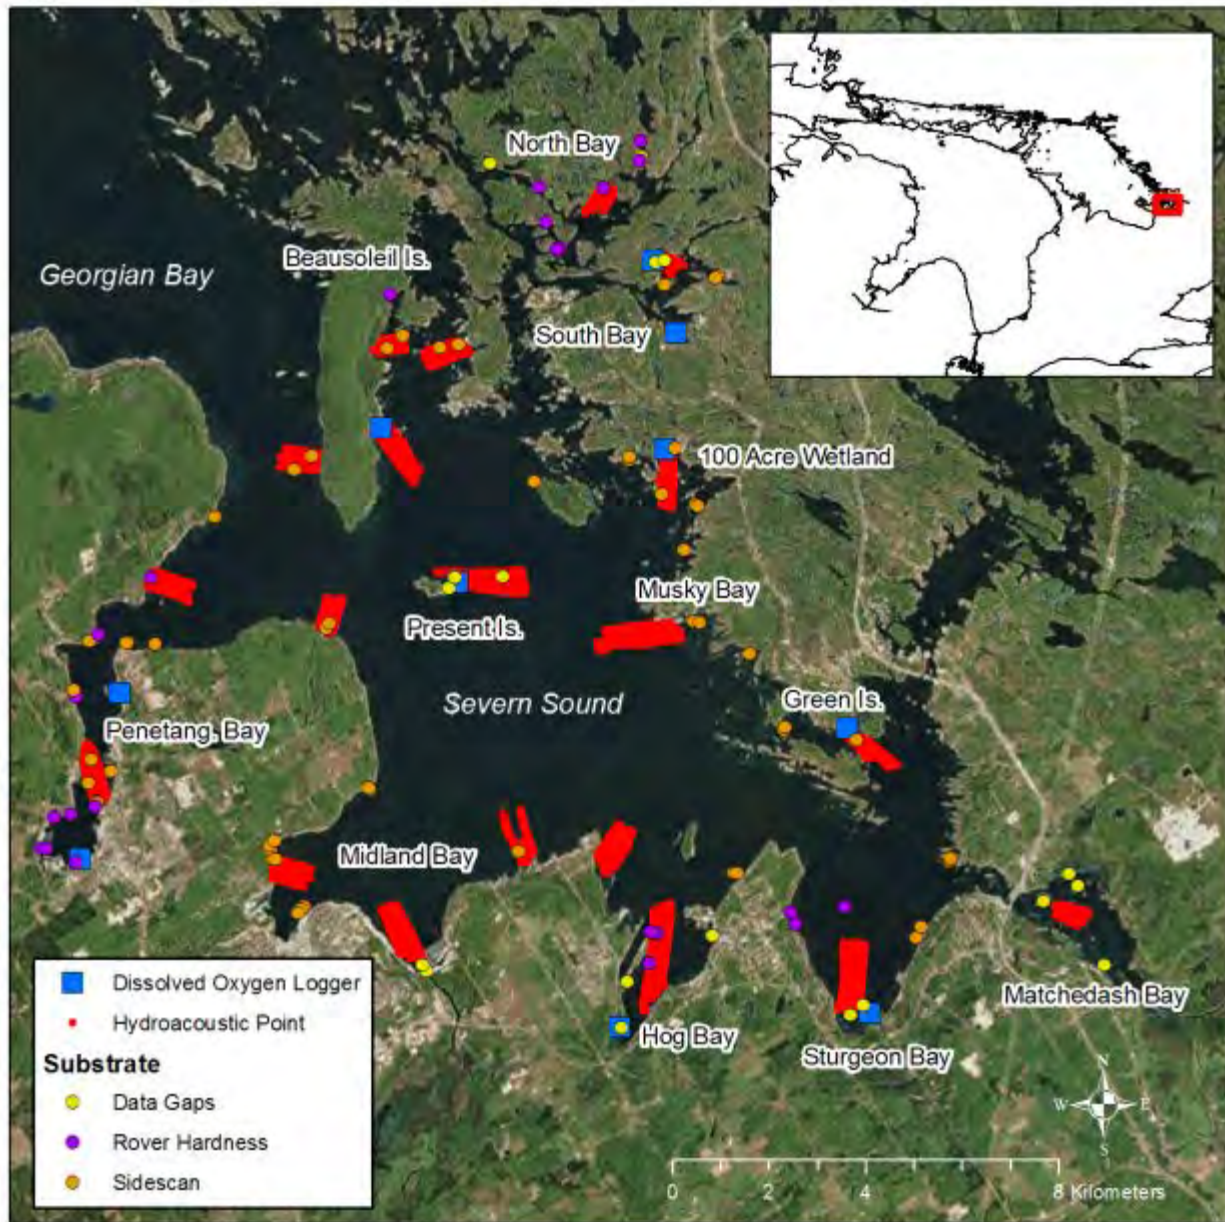 North Bay
Beausoleil Is.
Georgian Bay
South Bay
100 Acre Wetland
Musky Bay
Present Is.
Severn Sound
Green Is.
Penetang. Bay
Midland Bay
Matchedash Bay
Hog Bay
Sturgeon Bay
Dissolved Oxygen Logger
Hydroacoustic Point
Substrate
Data Gaps
Rover Hardness
Sidescan
N
W E
S
0 2 4 8 Kilometers